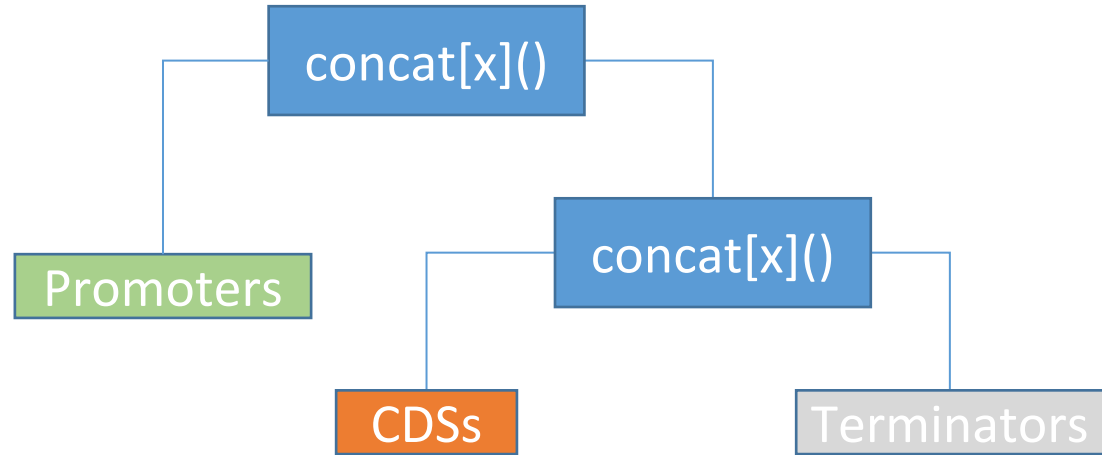 concat[x]()
concat[x]()
Promoters
CDSs
Terminators